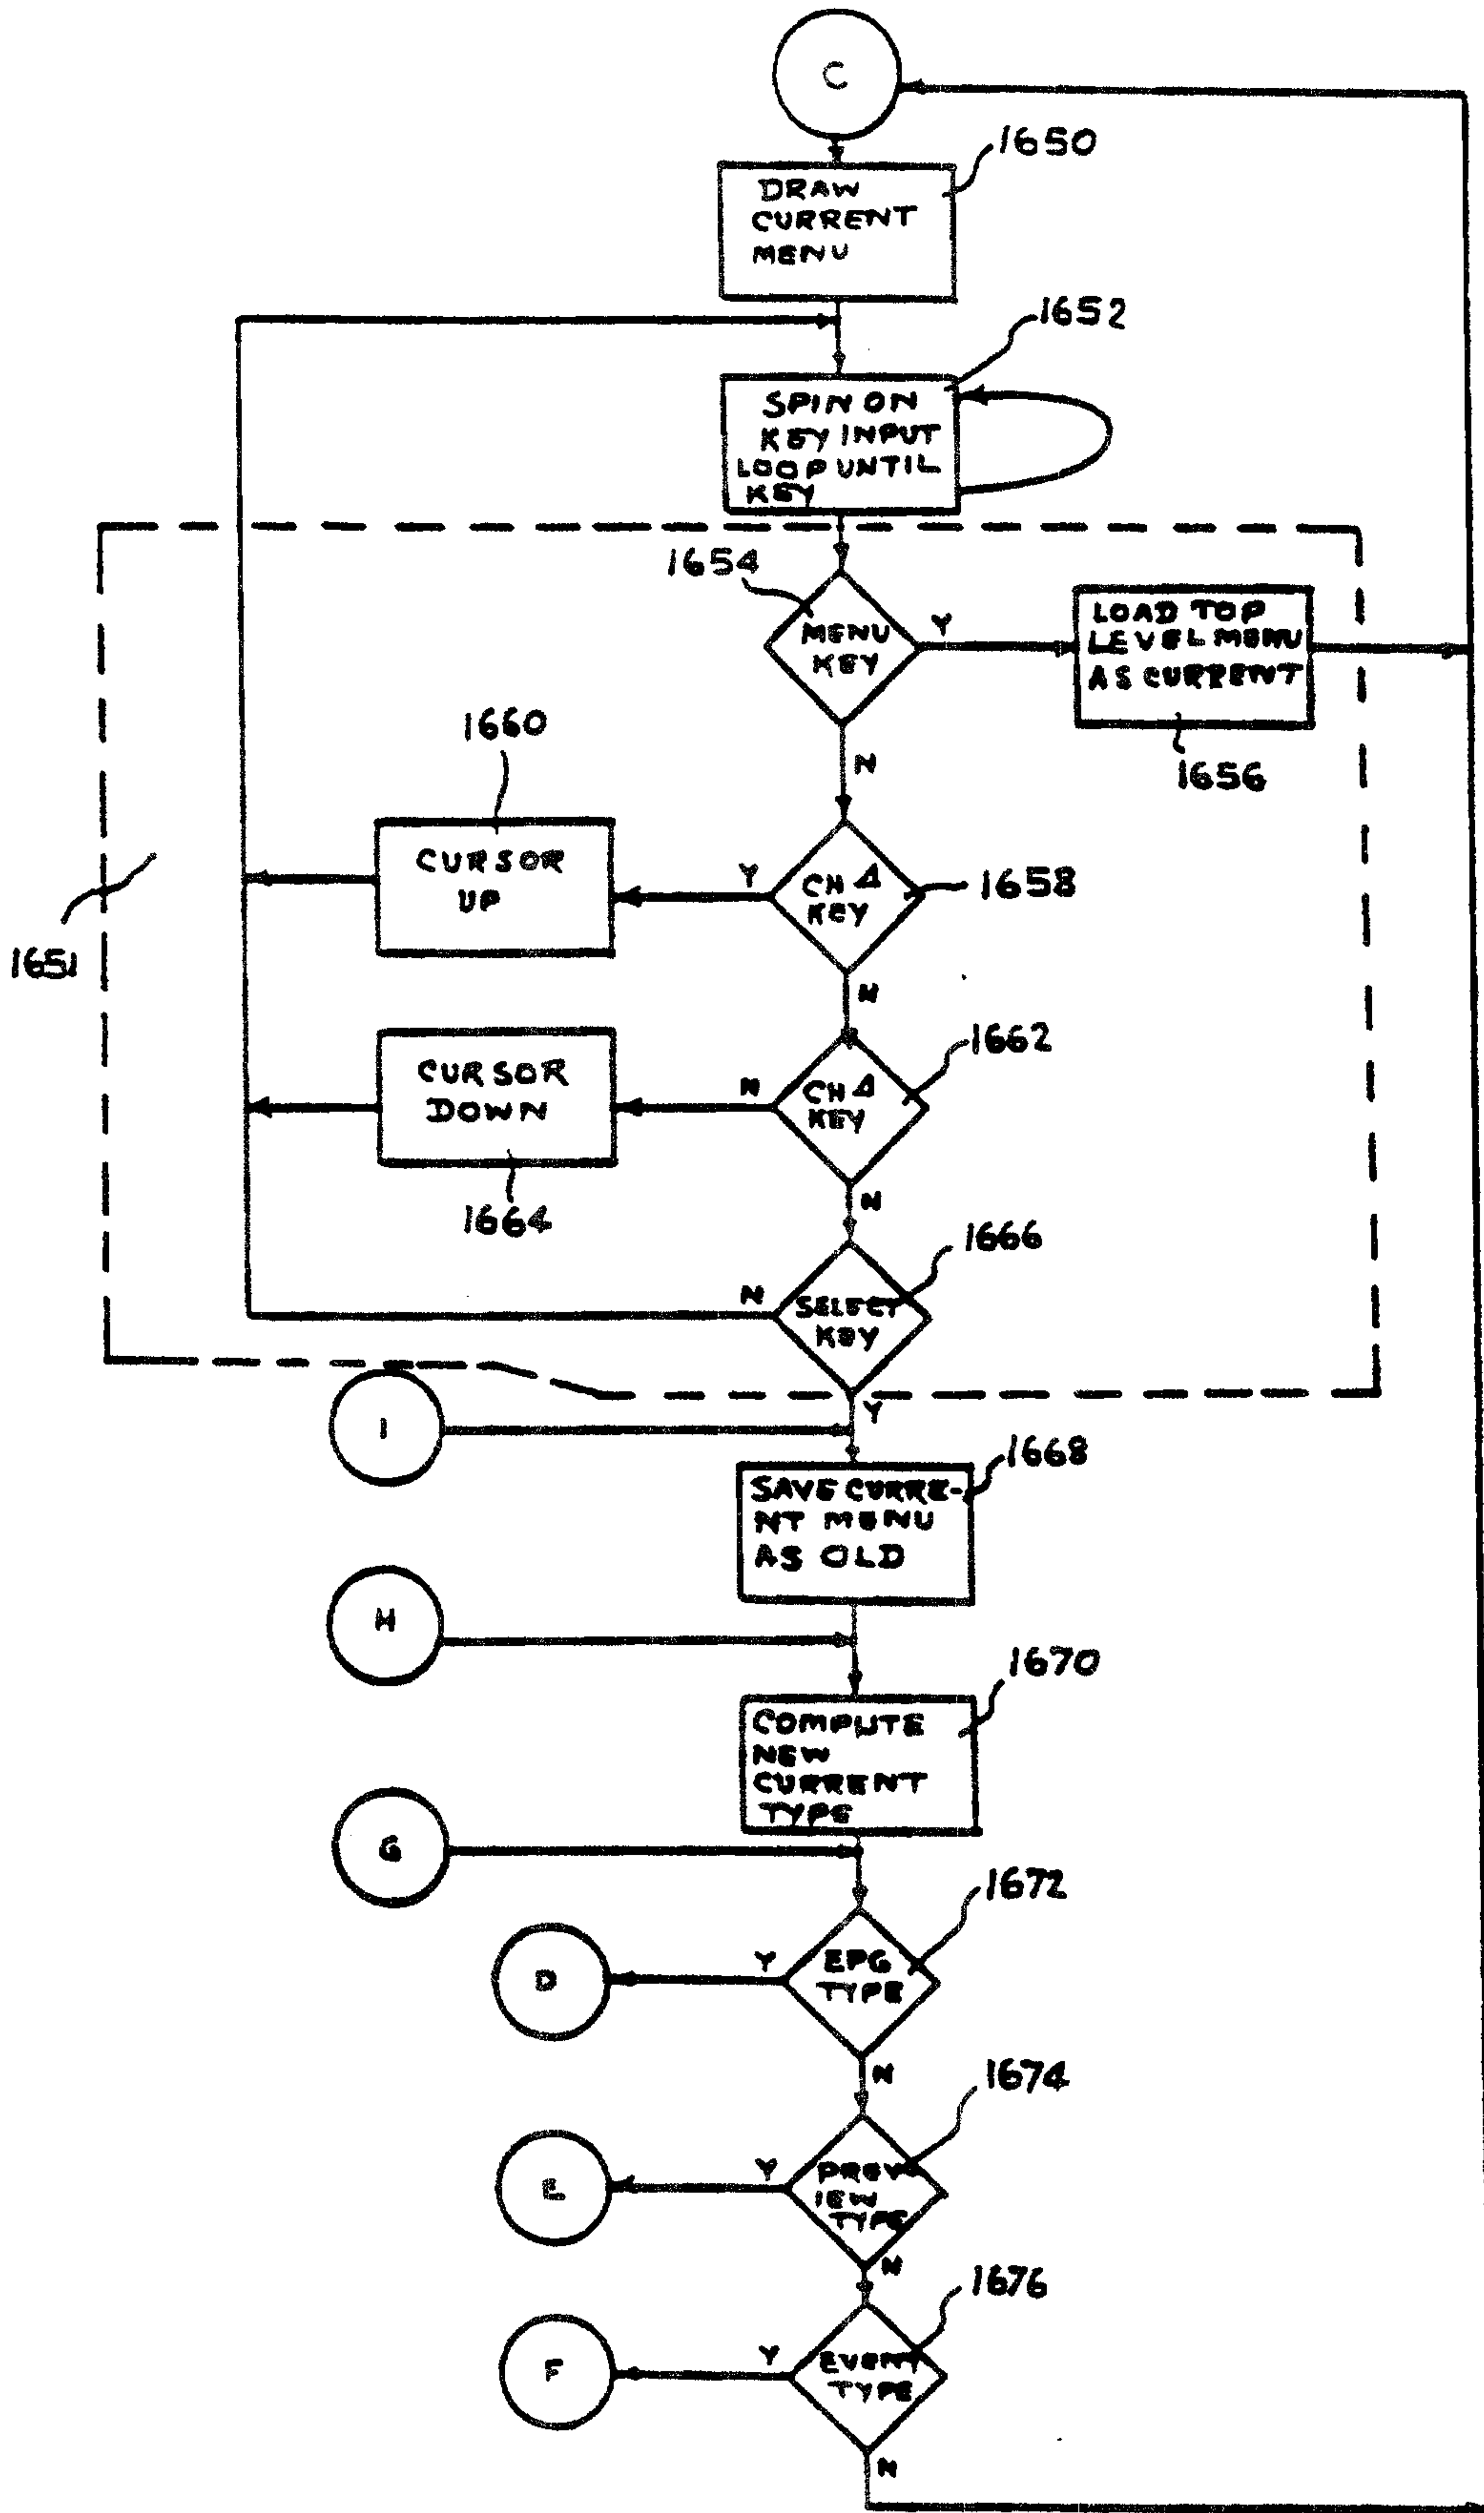 C
1650
DRAW
CURRENT
MENU
1652
SPIN ON
KEY INPUT
LOOP UNTIL
KEY
1654
MENU
KEY
Y
LOAD TOP
LEVEL MENU
AS CURRENT
1656
N
1660
CURSOR
UP
Y
CH Δ
KEY
1658
1651
N
CURSOR
DOWN
1664
N
CH Δ
KEY
1662
N
1666
N
SELECT
KEY
Y
I
1668
SAVE CURRE-
NT MENU
AS OLD
H
1670
COMPUTE
NEW
CURRENT
TYPE
G
1672
D
Y
EPG
TYPE
N
1674
E
Y
PREV
IEW
TYPE
N
1676
F
Y
EVENT
TYPE
N